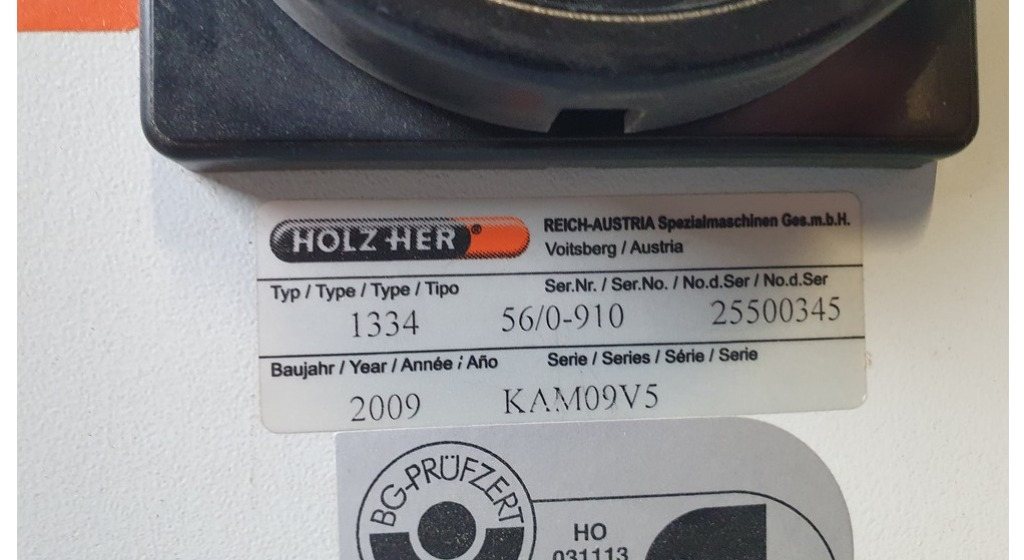 HOLZ-HER®
REICH-AUSTRIA Spezialmaschinen Ges.m.b.H.
Voitsberg / Austria
Typ / Type / Type / Tipo
Ser.Nr. / Ser.No. / No.d.Ser / No.d.Ser
1334 56/0-910 25500345
Baujahr / Year / Année / Año
Serie / Series / Série / Serie
2009 KAM09V5
BG-PRÜFZERT
HO
031113